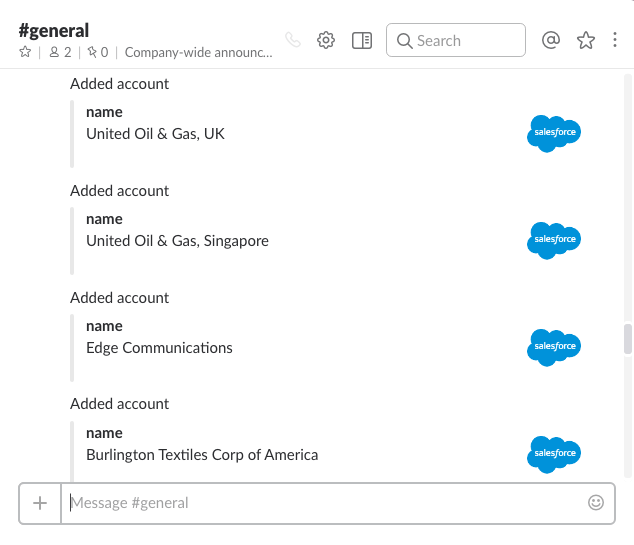 #general
2 | 0 | Company-wide announc...
Search
Added account
name
United Oil & Gas, UK
salesforce
Added account
name
United Oil & Gas, Singapore
salesforce
Added account
name
Edge Communications
salesforce
Added account
name
Burlington Textiles Corp of America
salesforce
Message #general